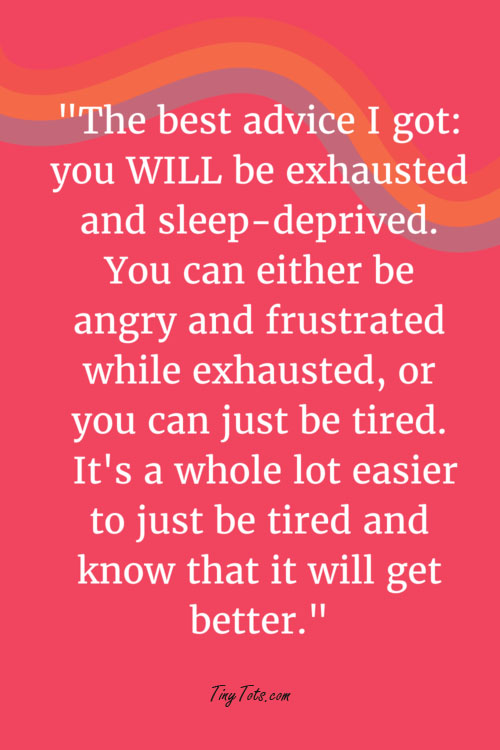 "The best advice I got:
you WILL be exhausted
and sleep-deprived.
You can either be
angry and frustrated
while exhausted, or
you can just be tired.
It's a whole lot easier
to just be tired and
know that it will get
better."
TinyTots.com